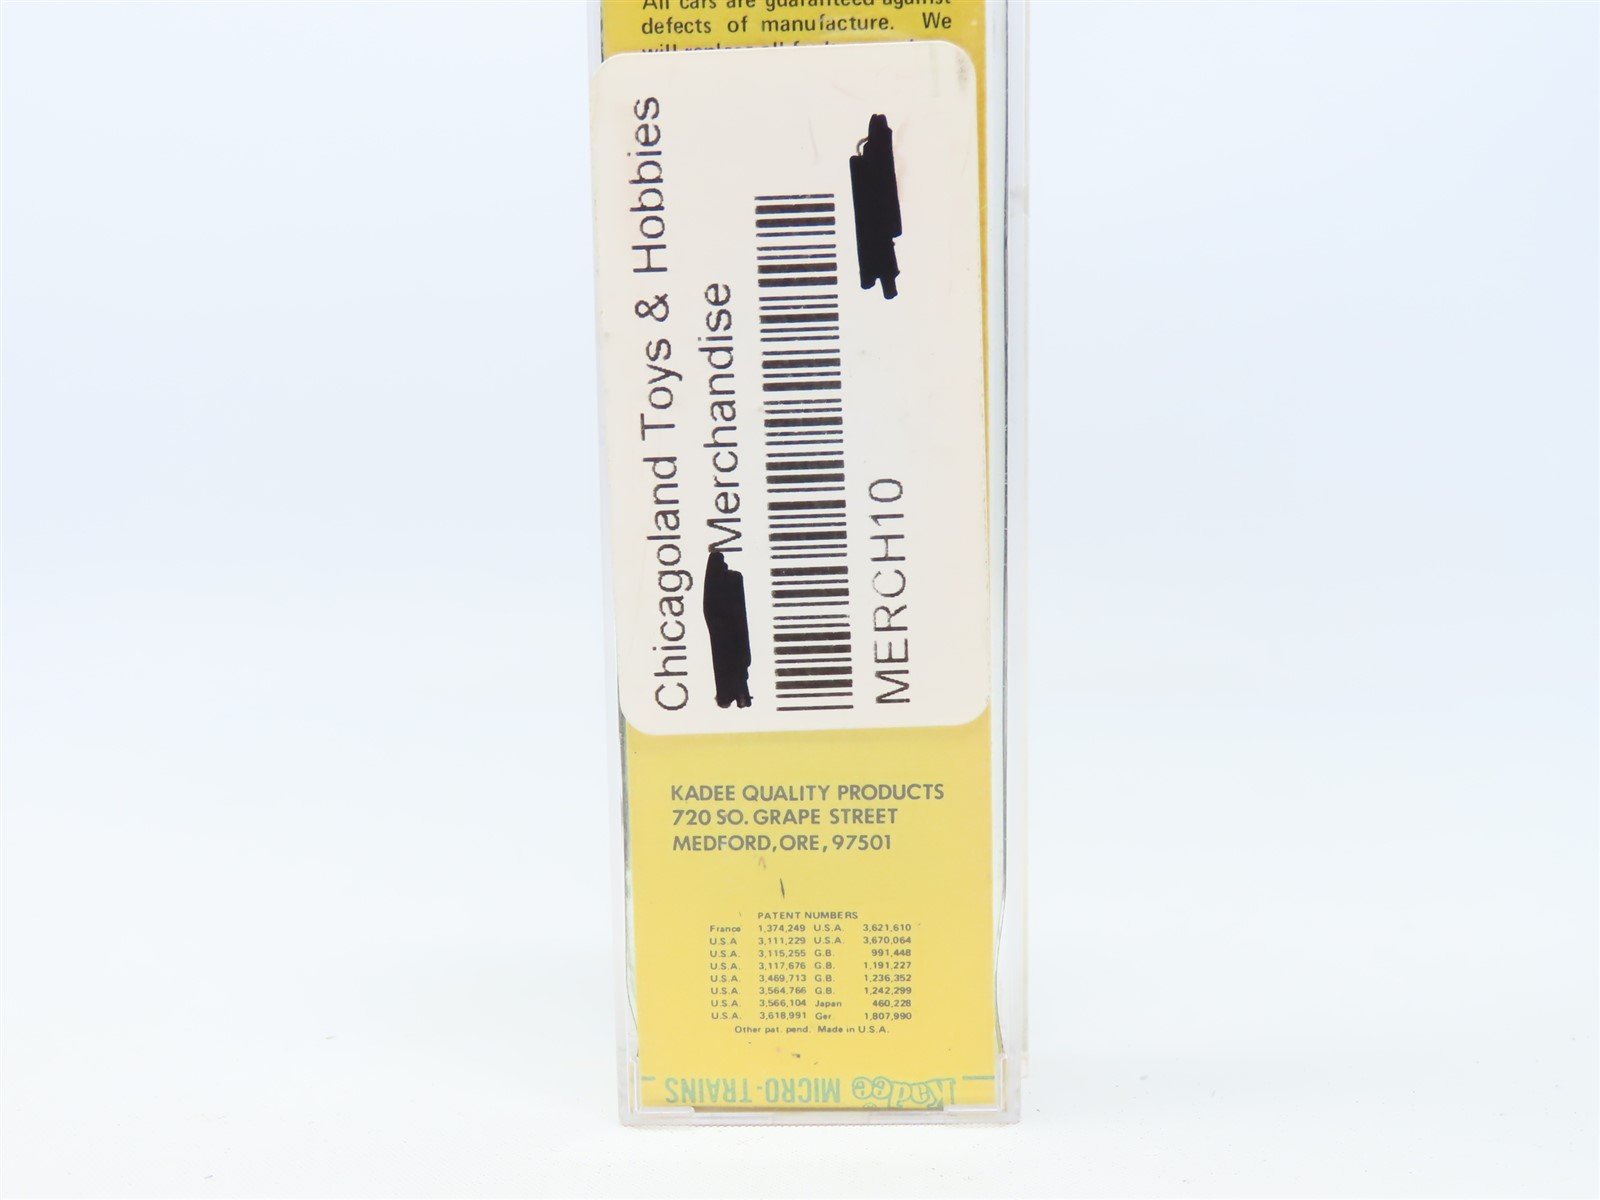 All cars are guaranteed against
defects of manufacture. We
will replace all
Chicagoland Toys & Hobbies
Merchandise
MERCH10
KADEE QUALITY PRODUCTS
720 SO. GRAPE STREET
MEDFORD, ORE, 97501
PATENT NUMBERS
France 1,374,249 U.S.A. 3,621,610
U.S.A 3,111,229 U.S.A. 3,670,064
U.S.A. 3,115,255 G.B. 991,448
U.S.A. 3,117,676 G.B. 1,191,227
U.S.A. 3,469,713 G.B. 1,236,352
U.S.A. 3,564,766 G.B. 1,242,299
U.S.A. 3,566,104 Japan 460,228
U.S.A. 3,618,991 Ger. 1,807,990
Other pat. pend. Made in U.S.A.
Kadee MICRO-TRAINS